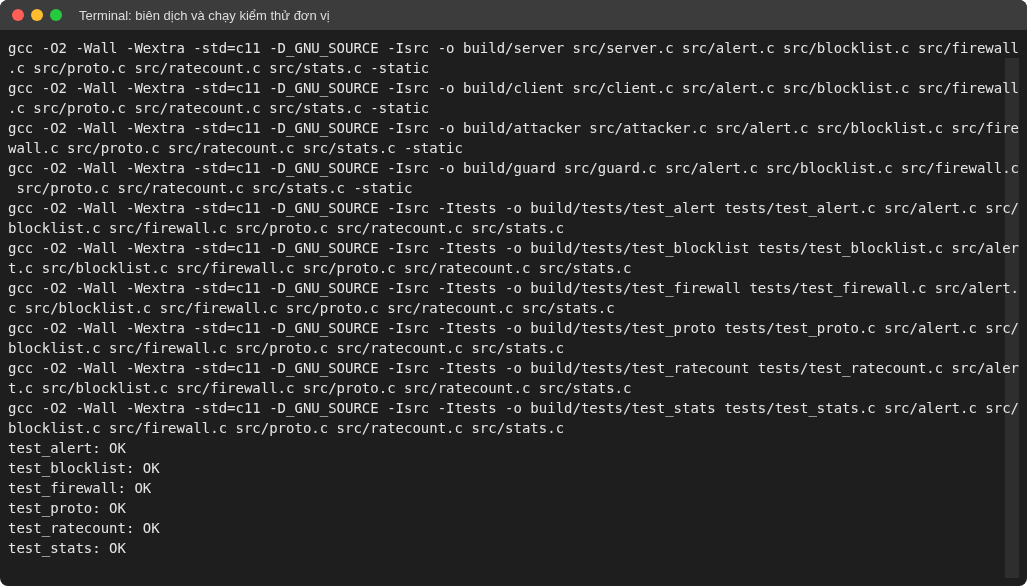 Terminal: biên dịch và chạy kiểm thử đơn vị
gcc -O2 -Wall -Wextra -std=c11 -D_GNU_SOURCE -Isrc -o build/server src/server.c src/alert.c src/blocklist.c src/firewall
.c src/proto.c src/ratecount.c src/stats.c -static
gcc -O2 -Wall -Wextra -std=c11 -D_GNU_SOURCE -Isrc -o build/client src/client.c src/alert.c src/blocklist.c src/firewall
.c src/proto.c src/ratecount.c src/stats.c -static
gcc -O2 -Wall -Wextra -std=c11 -D_GNU_SOURCE -Isrc -o build/attacker src/attacker.c src/alert.c src/blocklist.c src/fire
wall.c src/proto.c src/ratecount.c src/stats.c -static
gcc -O2 -Wall -Wextra -std=c11 -D_GNU_SOURCE -Isrc -o build/guard src/guard.c src/alert.c src/blocklist.c src/firewall.c
 src/proto.c src/ratecount.c src/stats.c -static
gcc -O2 -Wall -Wextra -std=c11 -D_GNU_SOURCE -Isrc -Itests -o build/tests/test_alert tests/test_alert.c src/alert.c src/
blocklist.c src/firewall.c src/proto.c src/ratecount.c src/stats.c
gcc -O2 -Wall -Wextra -std=c11 -D_GNU_SOURCE -Isrc -Itests -o build/tests/test_blocklist tests/test_blocklist.c src/aler
t.c src/blocklist.c src/firewall.c src/proto.c src/ratecount.c src/stats.c
gcc -O2 -Wall -Wextra -std=c11 -D_GNU_SOURCE -Isrc -Itests -o build/tests/test_firewall tests/test_firewall.c src/alert.
c src/blocklist.c src/firewall.c src/proto.c src/ratecount.c src/stats.c
gcc -O2 -Wall -Wextra -std=c11 -D_GNU_SOURCE -Isrc -Itests -o build/tests/test_proto tests/test_proto.c src/alert.c src/
blocklist.c src/firewall.c src/proto.c src/ratecount.c src/stats.c
gcc -O2 -Wall -Wextra -std=c11 -D_GNU_SOURCE -Isrc -Itests -o build/tests/test_ratecount tests/test_ratecount.c src/aler
t.c src/blocklist.c src/firewall.c src/proto.c src/ratecount.c src/stats.c
gcc -O2 -Wall -Wextra -std=c11 -D_GNU_SOURCE -Isrc -Itests -o build/tests/test_stats tests/test_stats.c src/alert.c src/
blocklist.c src/firewall.c src/proto.c src/ratecount.c src/stats.c
test_alert: OK
test_blocklist: OK
test_firewall: OK
test_proto: OK
test_ratecount: OK
test_stats: OK